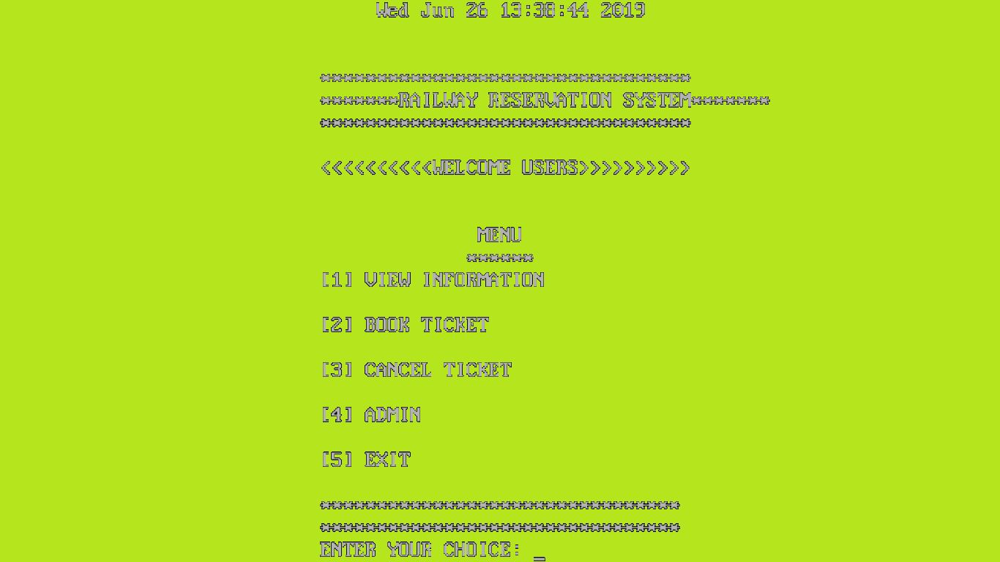 Wed Jun 26 13:38:44 2019
*********************************
*******RAILWAY RESERVATION SYSTEM*******
*********************************
<<<<<<<<<<WELCOME USERS>>>>>>>>>>
MENU
******
[1] VIEW INFORMATION
[2] BOOK TICKET
[3] CANCEL TICKET
[4] ADMIN
[5] EXIT
********************************
********************************
ENTER YOUR CHOICE: _